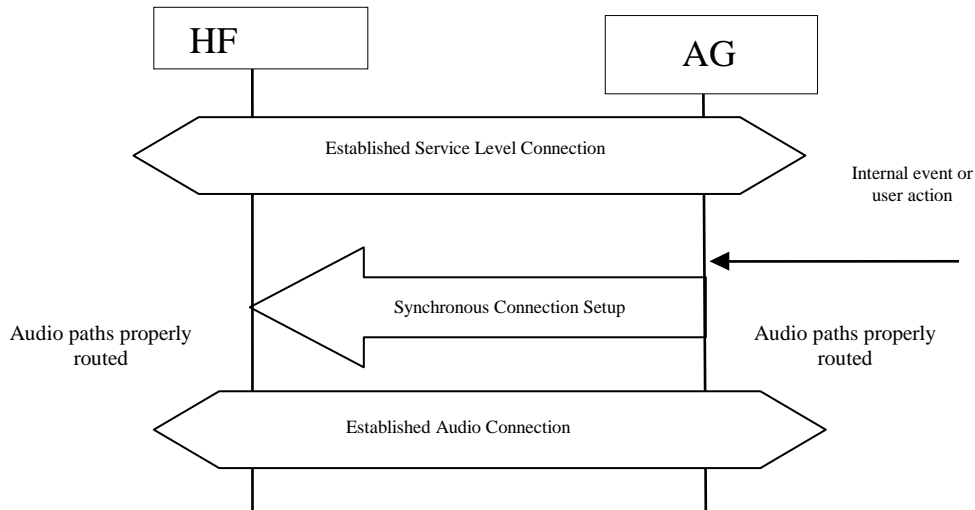 HF
AG
Established Service Level Connection
Internal event or
user action
Synchronous Connection Setup
Audio paths properly
routed
Audio paths properly
routed
Established Audio Connection